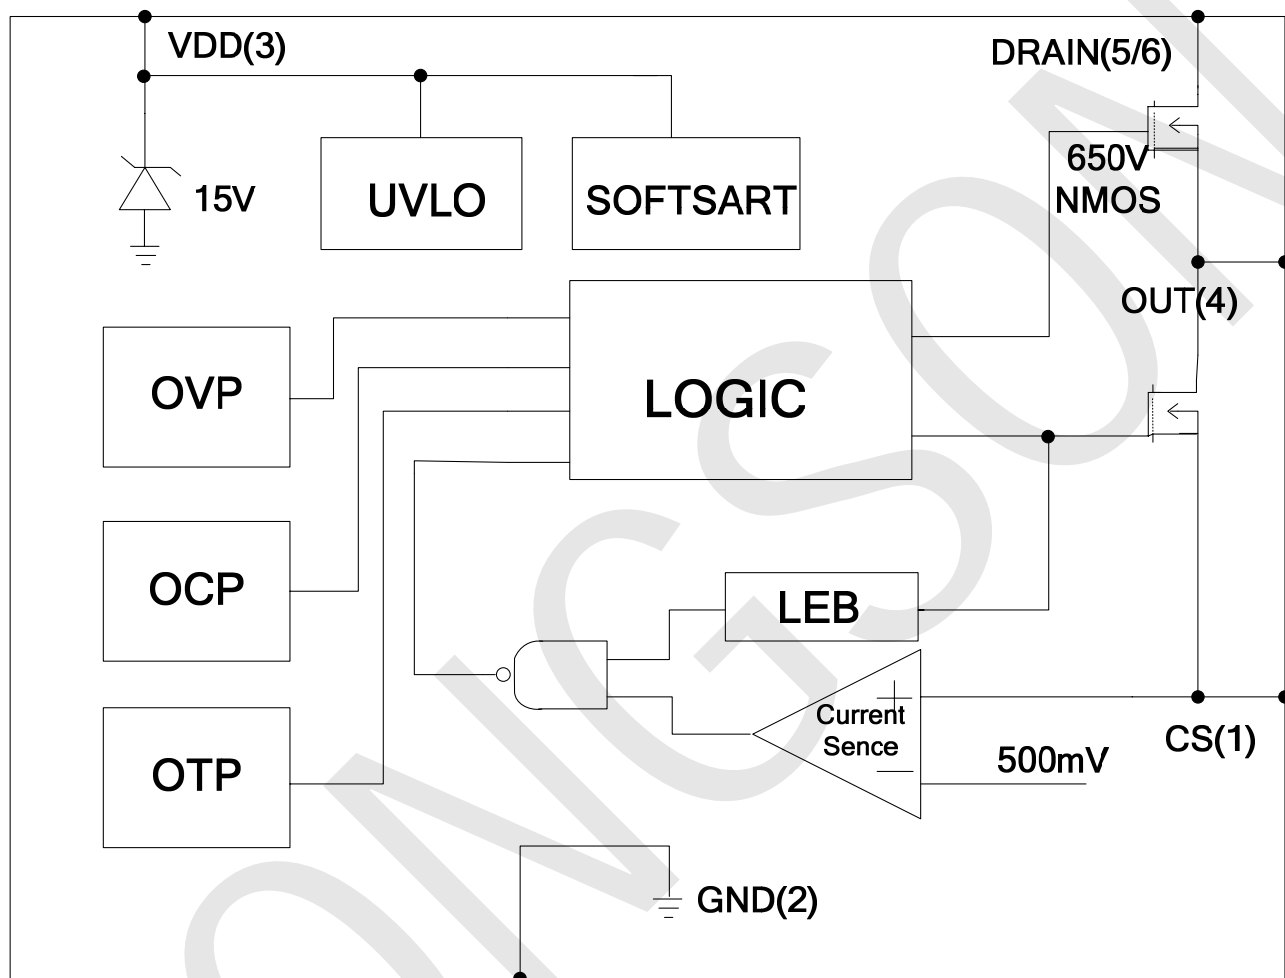 VDD(3)
DRAIN(5/6)
15V
UVLO
SOFTSART
650V
NMOS
OUT(4)
OVP
LOGIC
OCP
LEB
Current
Sence
CS(1)
500mV
OTP
GND(2)
ONGSON